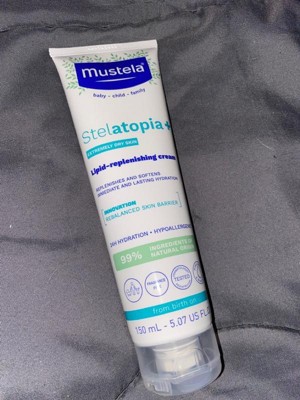 mustela
baby - child - family
stelatopia+
EXTREMELY DRY SKIN
Lipid-replenishing cream
REPLENISHES AND SOFTENS
IMMEDIATE AND LASTING HYDRATION
INNOVATION
REBALANCED SKIN BARRIER
24H HYDRATION • HYPOALLERGENIC
99%
INGREDIENTS OF
NATURAL ORIGIN
TESTED
from birth on
150 mL - 5.07 US FL